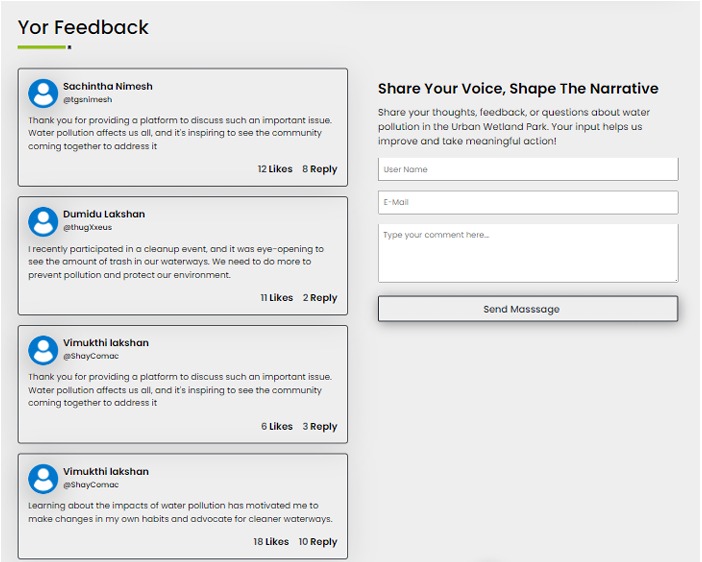 Yor Feedback
Sachintha Nimesh
@tgsnimesh
Thank you for providing a platform to discuss such an important issue.
Water pollution affects us all, and it's inspiring to see the community
coming together to address it
12 Likes 8 Reply
Dumidu Lakshan
@thugXxeus
I recently participated in a cleanup event, and it was eye-opening to
see the amount of trash in our waterways. We need to do more to
prevent pollution and protect our environment.
11 Likes 2 Reply
Vimukthi lakshan
@ShayComac
Thank you for providing a platform to discuss such an important issue.
Water pollution affects us all, and it's inspiring to see the community
coming together to address it
6 Likes 3 Reply
Vimukthi lakshan
@ShayComac
Learning about the impacts of water pollution has motivated me to
make changes in my own habits and advocate for cleaner waterways.
18 Likes 10 Reply
Share Your Voice, Shape The Narrative
Share your thoughts, feedback, or questions about water
pollution in the Urban Wetland Park. Your input helps us
improve and take meaningful action!
User Name
E-Mail
Type your comment here...
Send Masssage